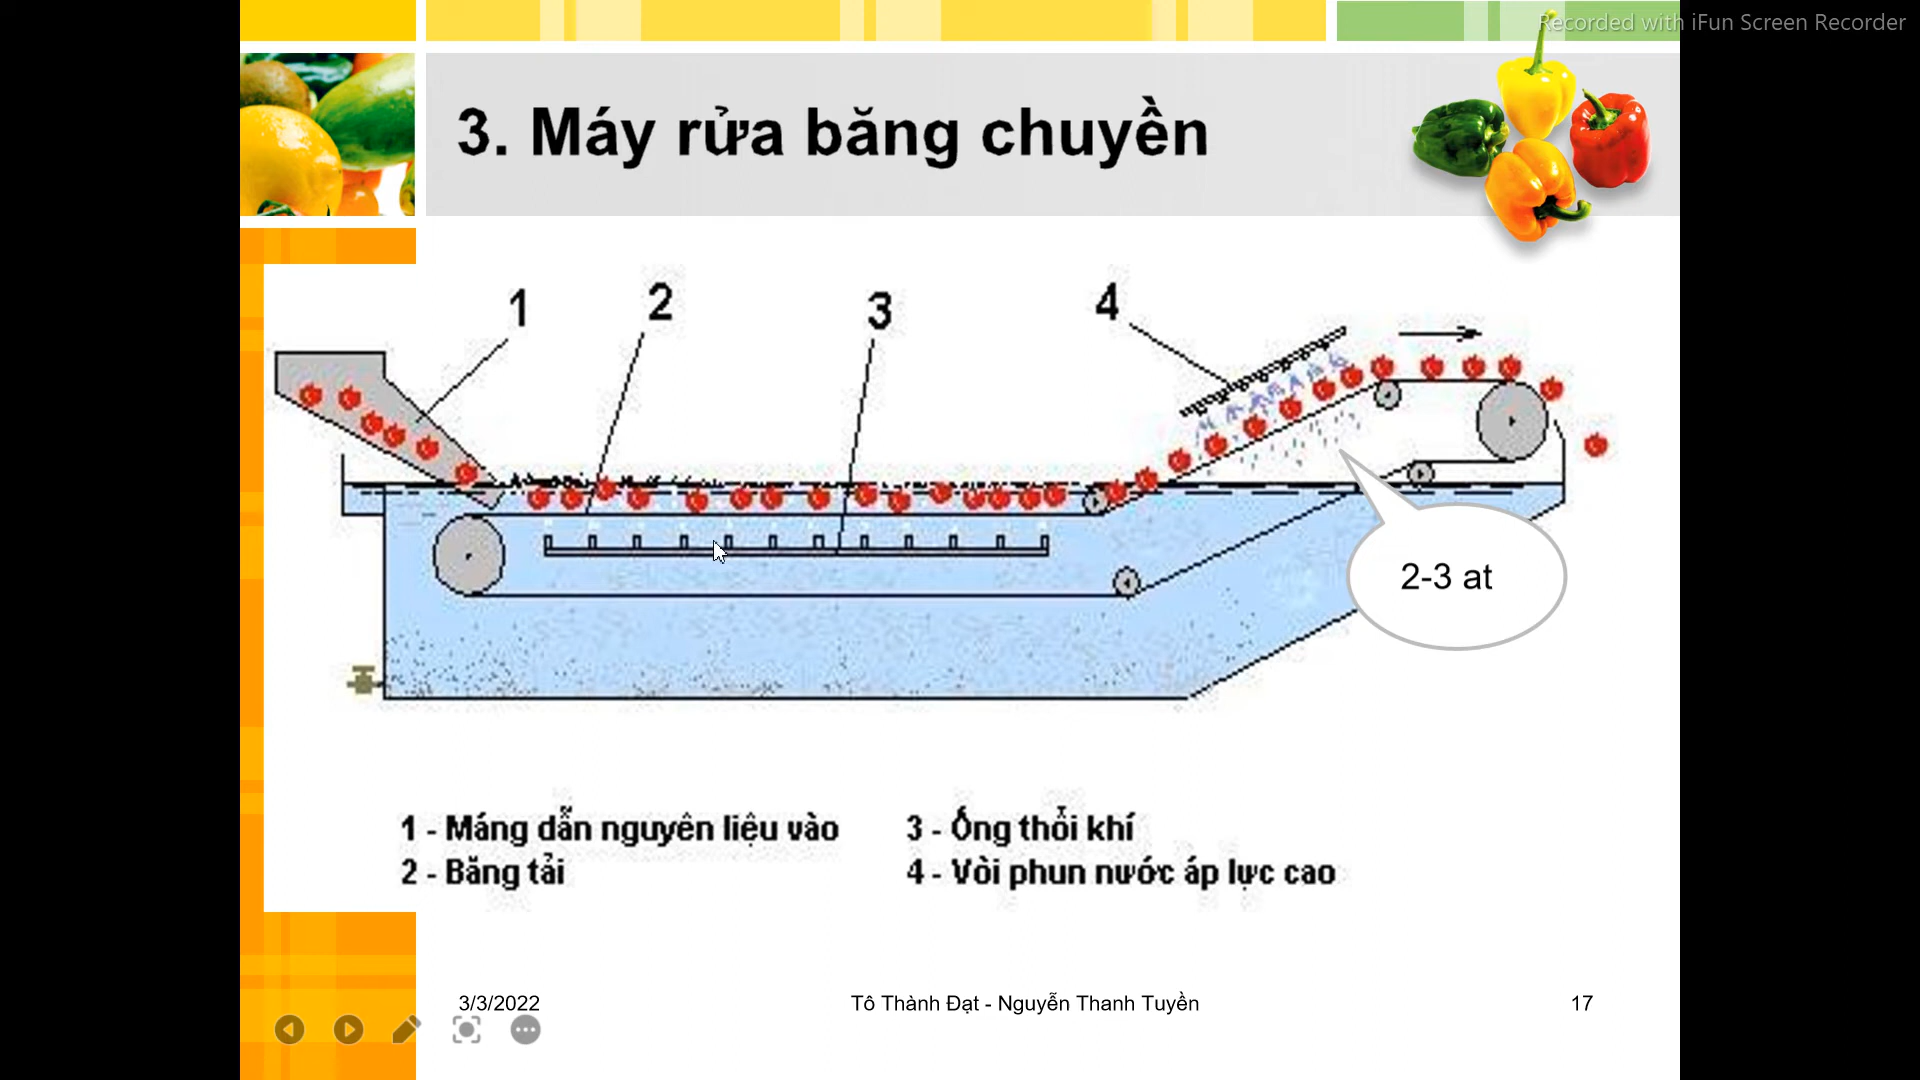 Recorded with iFun Screen Recorder
3. Máy rửa băng chuyền
1
2
3
4
2-3 at
1 - Máng dẫn nguyên liệu vào
3 - Ống thổi khí
2 - Băng tải
4 - Vòi phun nước áp lực cao
3/3/2022
Tô Thành Đạt - Nguyễn Thanh Tuyền
17